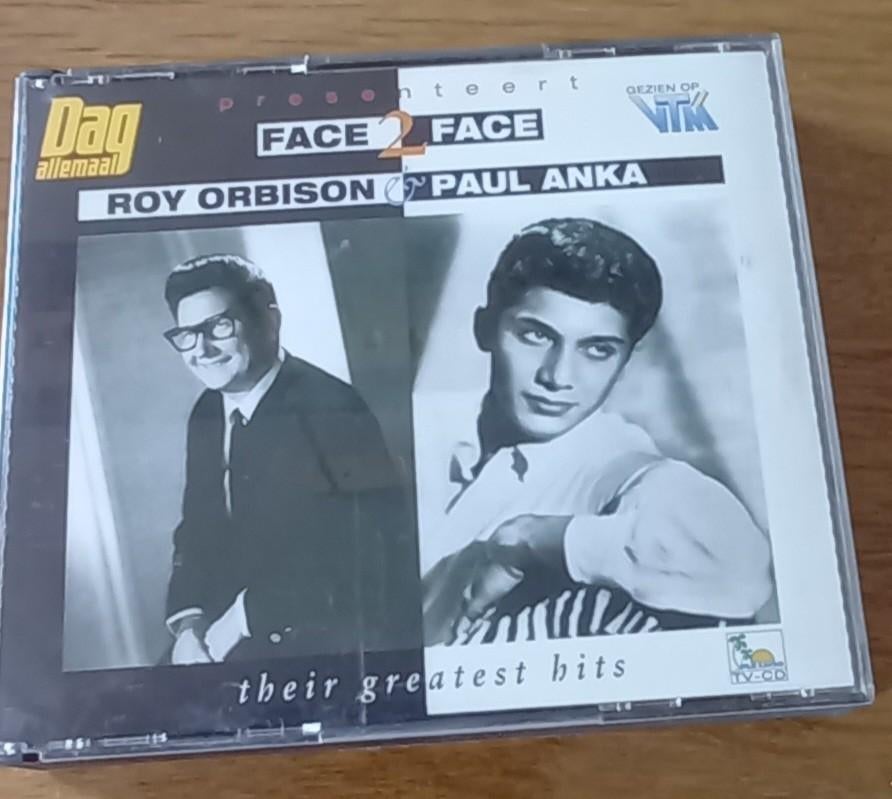 presenteert
Dag
allemaal
FACE 2 FACE
GEZIEN OP
VTM
ROY ORBISON & PAUL ANKA
their greatest hits
TV-CD